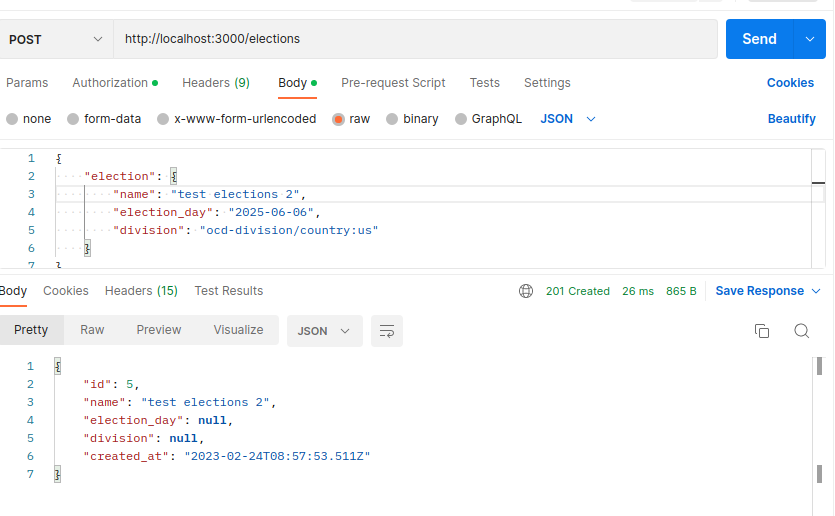 POST http://localhost:3000/elections Send
Params Authorization Headers (9) Body Pre-request Script Tests Settings Cookies
none form-data x-www-form-urlencoded raw binary GraphQL JSON Beautify
1 {
2 "election": {
3 "name": "test elections 2",
4 "election_day": "2025-06-06",
5 "division": "ocd-division/country:us"
6 }
7 }
Body Cookies Headers (15) Test Results 201 Created 26 ms 865 B Save Response
Pretty Raw Preview Visualize JSON
1 {
2 "id": 5,
3 "name": "test elections 2",
4 "election_day": null,
5 "division": null,
6 "created_at": "2023-02-24T08:57:53.511Z"
7 }